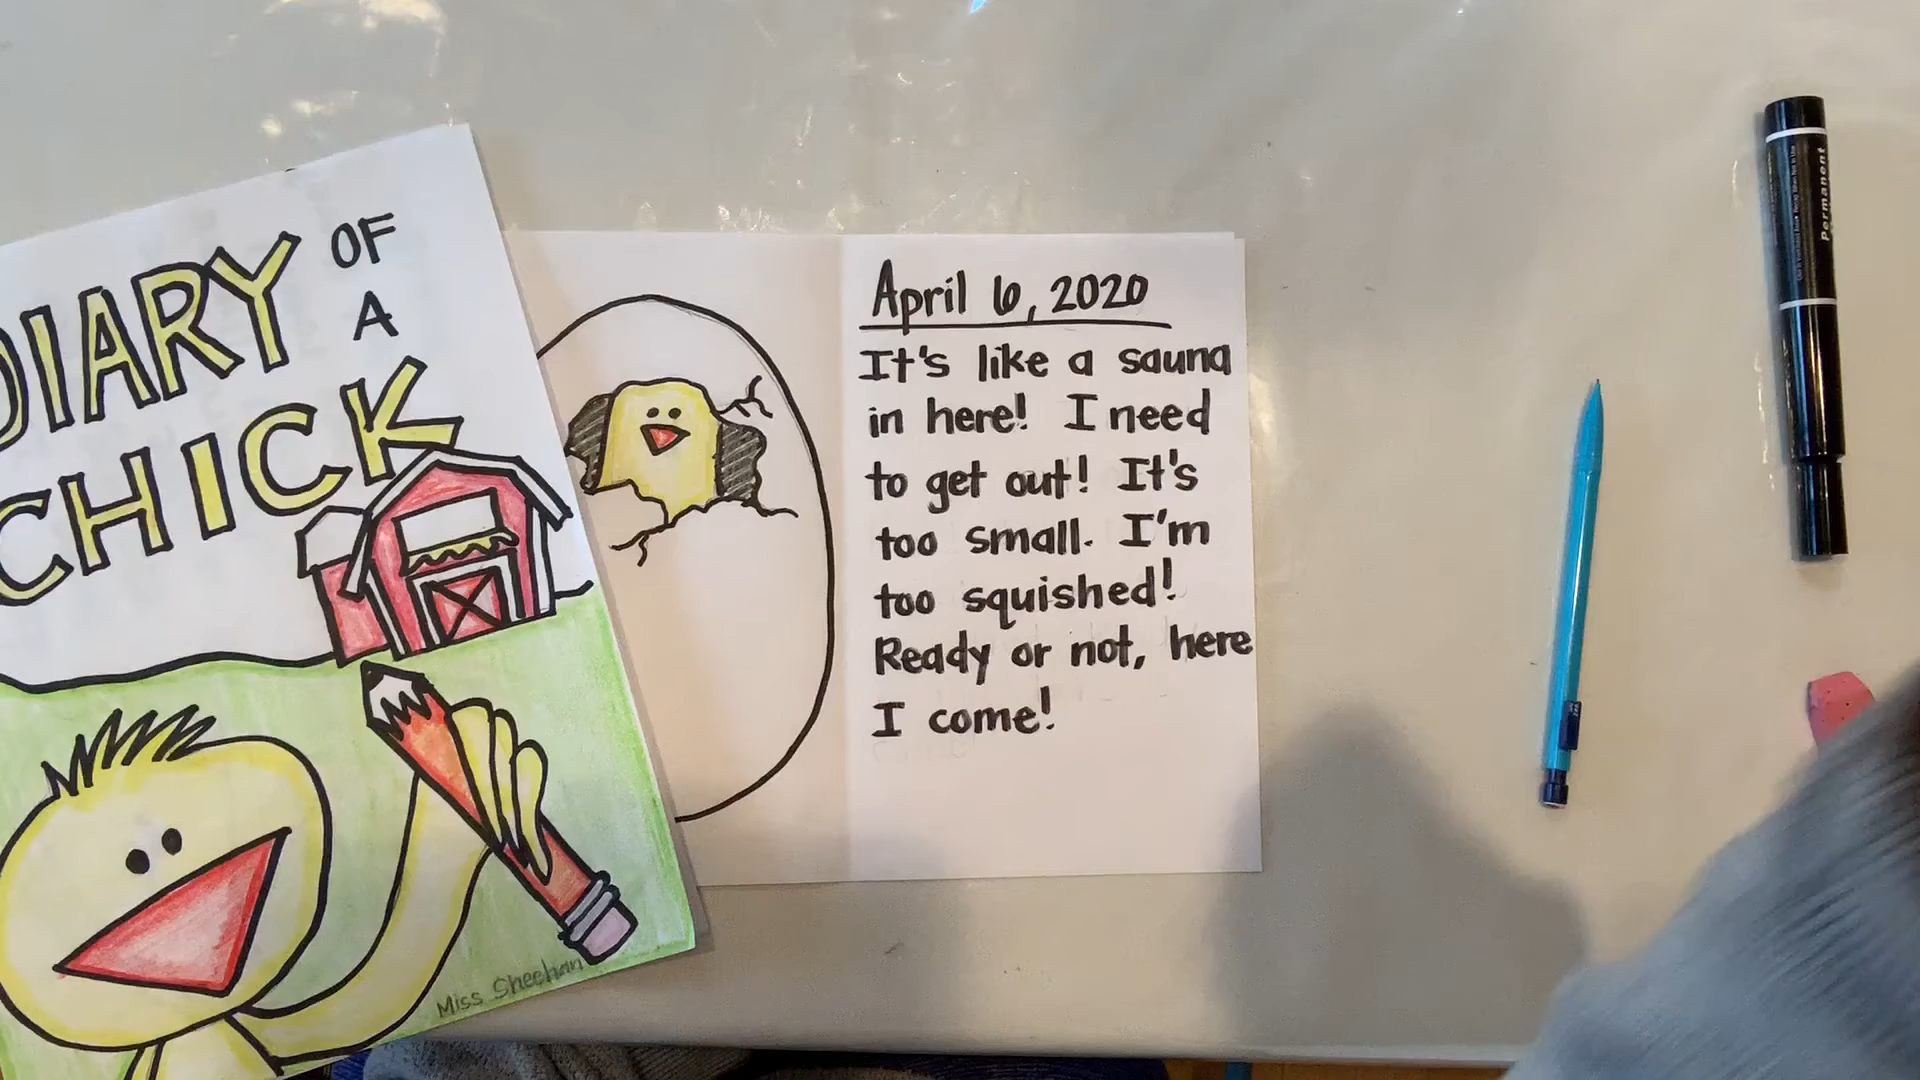 DIARY OF
A
CHICK
Miss Sheehan
April 6, 2020
It's like a sauna
in here! I need
to get out! It's
too small. I'm
too squished!
Ready or not, here
I come!
Permanent